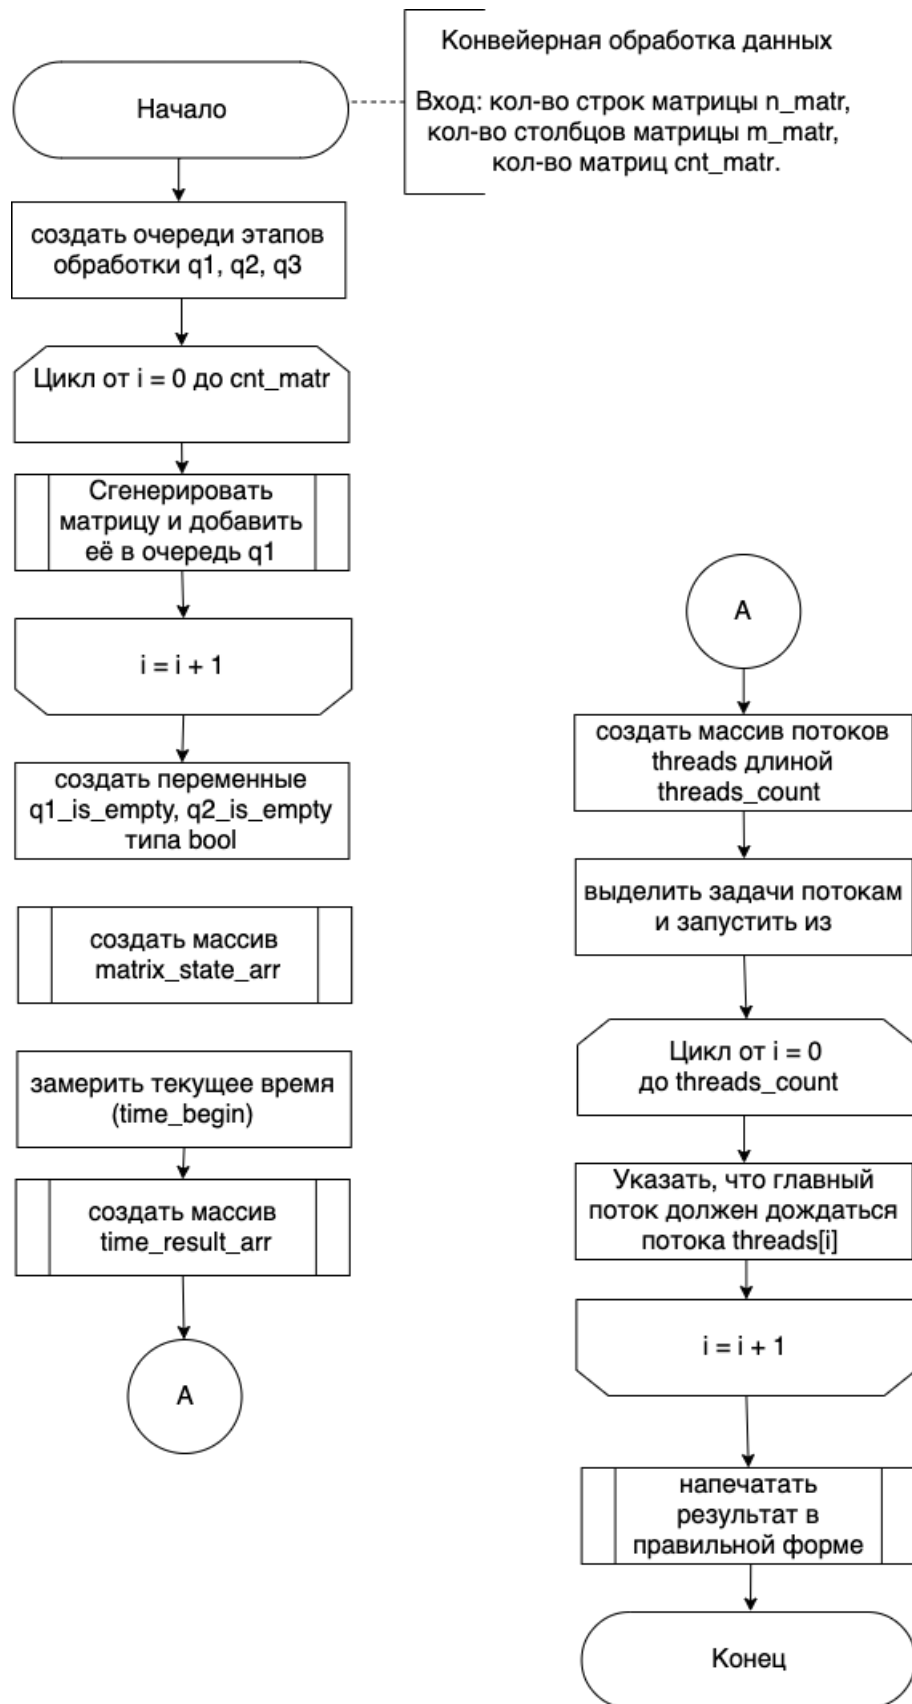 Конвейерная обработка данных
Вход: кол-во строк матрицы n_matr,
кол-во столбцов матрицы m_matr,
кол-во матриц cnt_matr.
Начало
создать очереди этапов
обработки q1, q2, q3
Цикл от i = 0 до cnt_matr
Сгенерировать
матрицу и добавить
её в очередь q1
i = i + 1
создать переменные
q1_is_empty, q2_is_empty
типа bool
создать массив
matrix_state_arr
замерить текущее время
(time_begin)
создать массив
time_result_arr
A
A
создать массив потоков
threads длиной
threads_count
выделить задачи потокам
и запустить из
Цикл от i = 0
до threads_count
Указать, что главный
поток должен дождаться
потока threads[i]
i = i + 1
напечатать
результат в
правильной форме
Конец